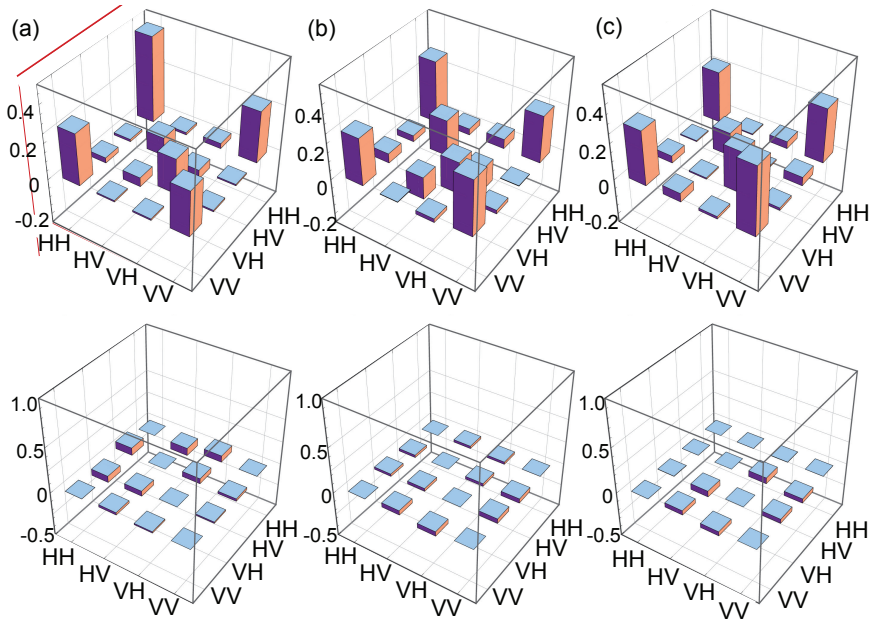 (a) (b) (c)
0.4 0.4 0.4
0.2 0.2 0.2
0 0 0
-0.2 -0.2 -0.2
HH HV VH VV HH HV VH VV
HH HV VH VV HH HV VH VV
HH HV VH VV HH HV VH VV
1.0 1.0 1.0
0.5 0.5 0.5
0 0 0
-0.5 -0.5 -0.5
HH HV VH VV HH HV VH VV
HH HV VH VV HH HV VH VV
HH HV VH VV HH HV VH VV